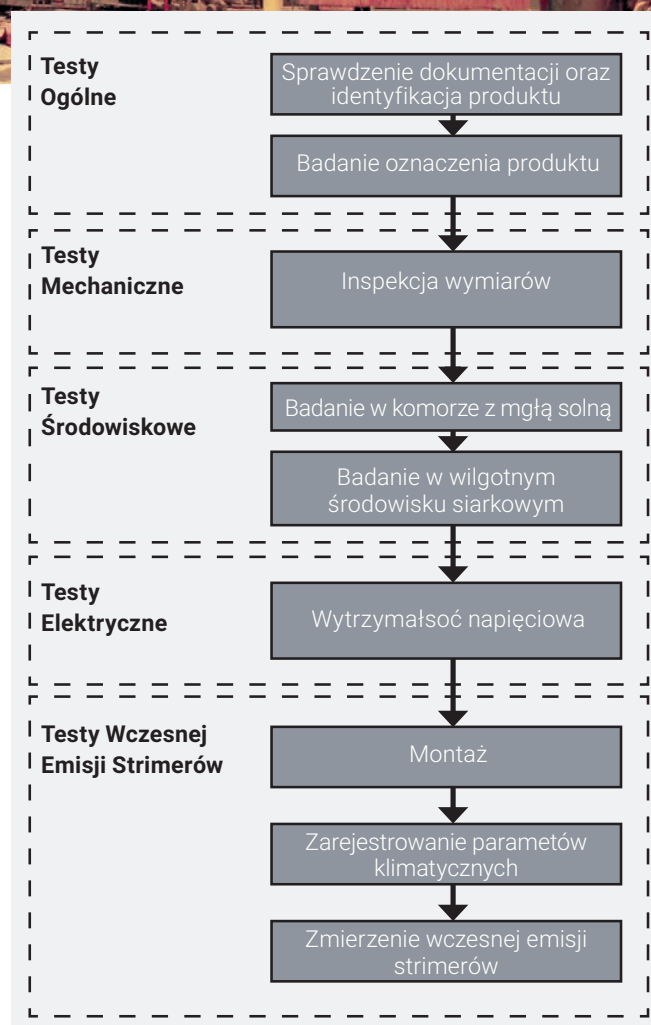 Testy
Ogólne
Sprawdzenie dokumentacji oraz
identyfikacja produktu
Badanie oznaczenia produktu
Testy
Mechaniczne
Inspekcja wymiarów
Testy
Środowiskowe
Badanie w komorze z mgłą solną
Badanie w wilgotnym
środowisku siarkowym
Testy
Elektryczne
Wytrzymałsoć napięciowa
Testy Wczesnej
Emisji Strimerów
Montaż
Zarejestrowanie parametów
klimatycznych
Zmierzenie wczesnej emisji
strimerów